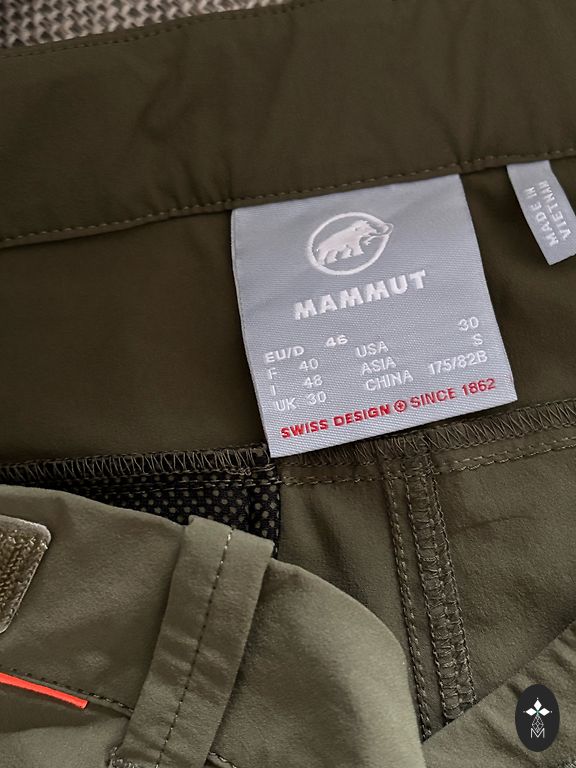 MAMMUT
EU/D 46 USA 30
F 40 ASIA S
I 48 CHINA 175/82B
UK 30
SWISS DESIGN SINCE 1862
MADE IN
VIETNAM
M